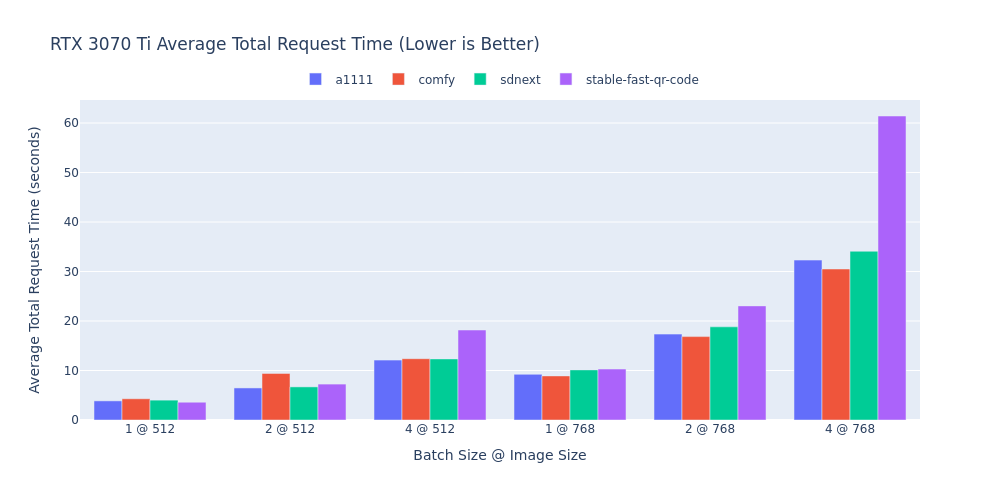 RTX 3070 Ti Average Total Request Time (Lower is Better)
a1111 comfy sdnext stable-fast-qr-code
Average Total Request Time (seconds)
60
50
40
30
20
10
0
1 @ 512 2 @ 512 4 @ 512 1 @ 768 2 @ 768 4 @ 768
Batch Size @ Image Size